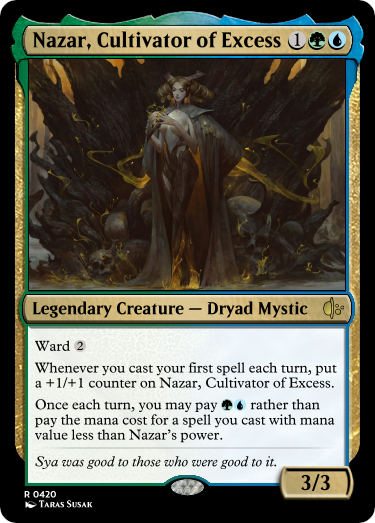 Nazar, Cultivator of Excess 1
Legendary Creature — Dryad Mystic
Ward 2
Whenever you cast your first spell each turn, put
a +1/+1 counter on Nazar, Cultivator of Excess.
Once each turn, you may pay rather than
pay the mana cost for a spell you cast with mana
value less than Nazar's power.
Sya was good to those who were good to it.
3/3
R 0420
Taras Susak